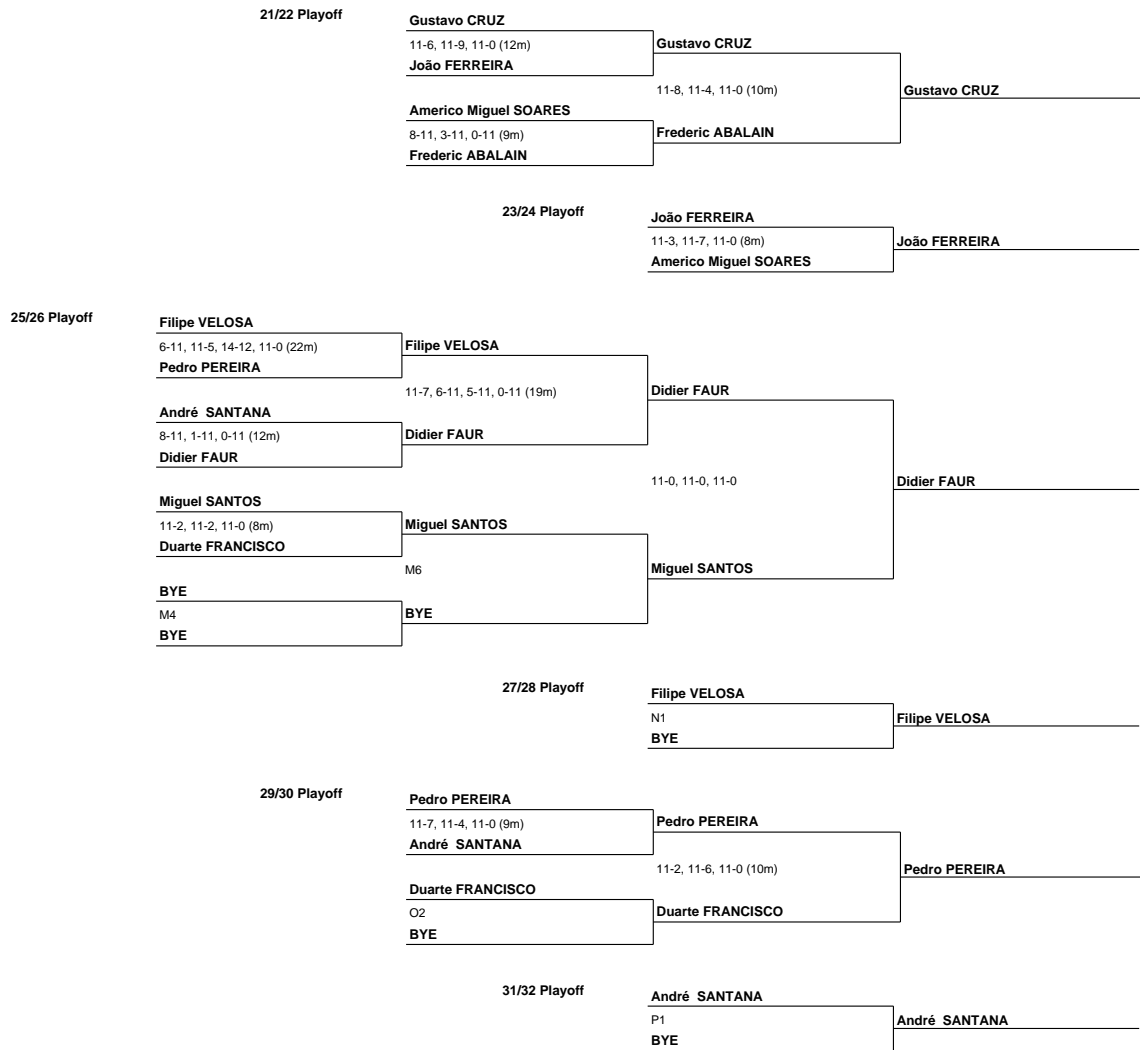 21/22 Playoff
Gustavo CRUZ
11-6, 11-9, 11-0 (12m)
Gustavo CRUZ
João FERREIRA
11-8, 11-4, 11-0 (10m)
Gustavo CRUZ
Americo Miguel SOARES
8-11, 3-11, 0-11 (9m)
Frederic ABALAIN
Frederic ABALAIN
23/24 Playoff
João FERREIRA
11-3, 11-7, 11-0 (8m)
João FERREIRA
Americo Miguel SOARES
25/26 Playoff
Filipe VELOSA
6-11, 11-5, 14-12, 11-0 (22m)
Filipe VELOSA
Pedro PEREIRA
11-7, 6-11, 5-11, 0-11 (19m)
Didier FAUR
André  SANTANA
8-11, 1-11, 0-11 (12m)
Didier FAUR
Didier FAUR
11-0, 11-0, 11-0
Didier FAUR
Miguel SANTOS
11-2, 11-2, 11-0 (8m)
Miguel SANTOS
Duarte FRANCISCO
M6
Miguel SANTOS
BYE
M4
BYE
BYE
27/28 Playoff
Filipe VELOSA
N1
Filipe VELOSA
BYE
29/30 Playoff
Pedro PEREIRA
11-7, 11-4, 11-0 (9m)
Pedro PEREIRA
André  SANTANA
11-2, 11-6, 11-0 (10m)
Pedro PEREIRA
Duarte FRANCISCO
O2
Duarte FRANCISCO
BYE
31/32 Playoff
André  SANTANA
P1
André  SANTANA
BYE